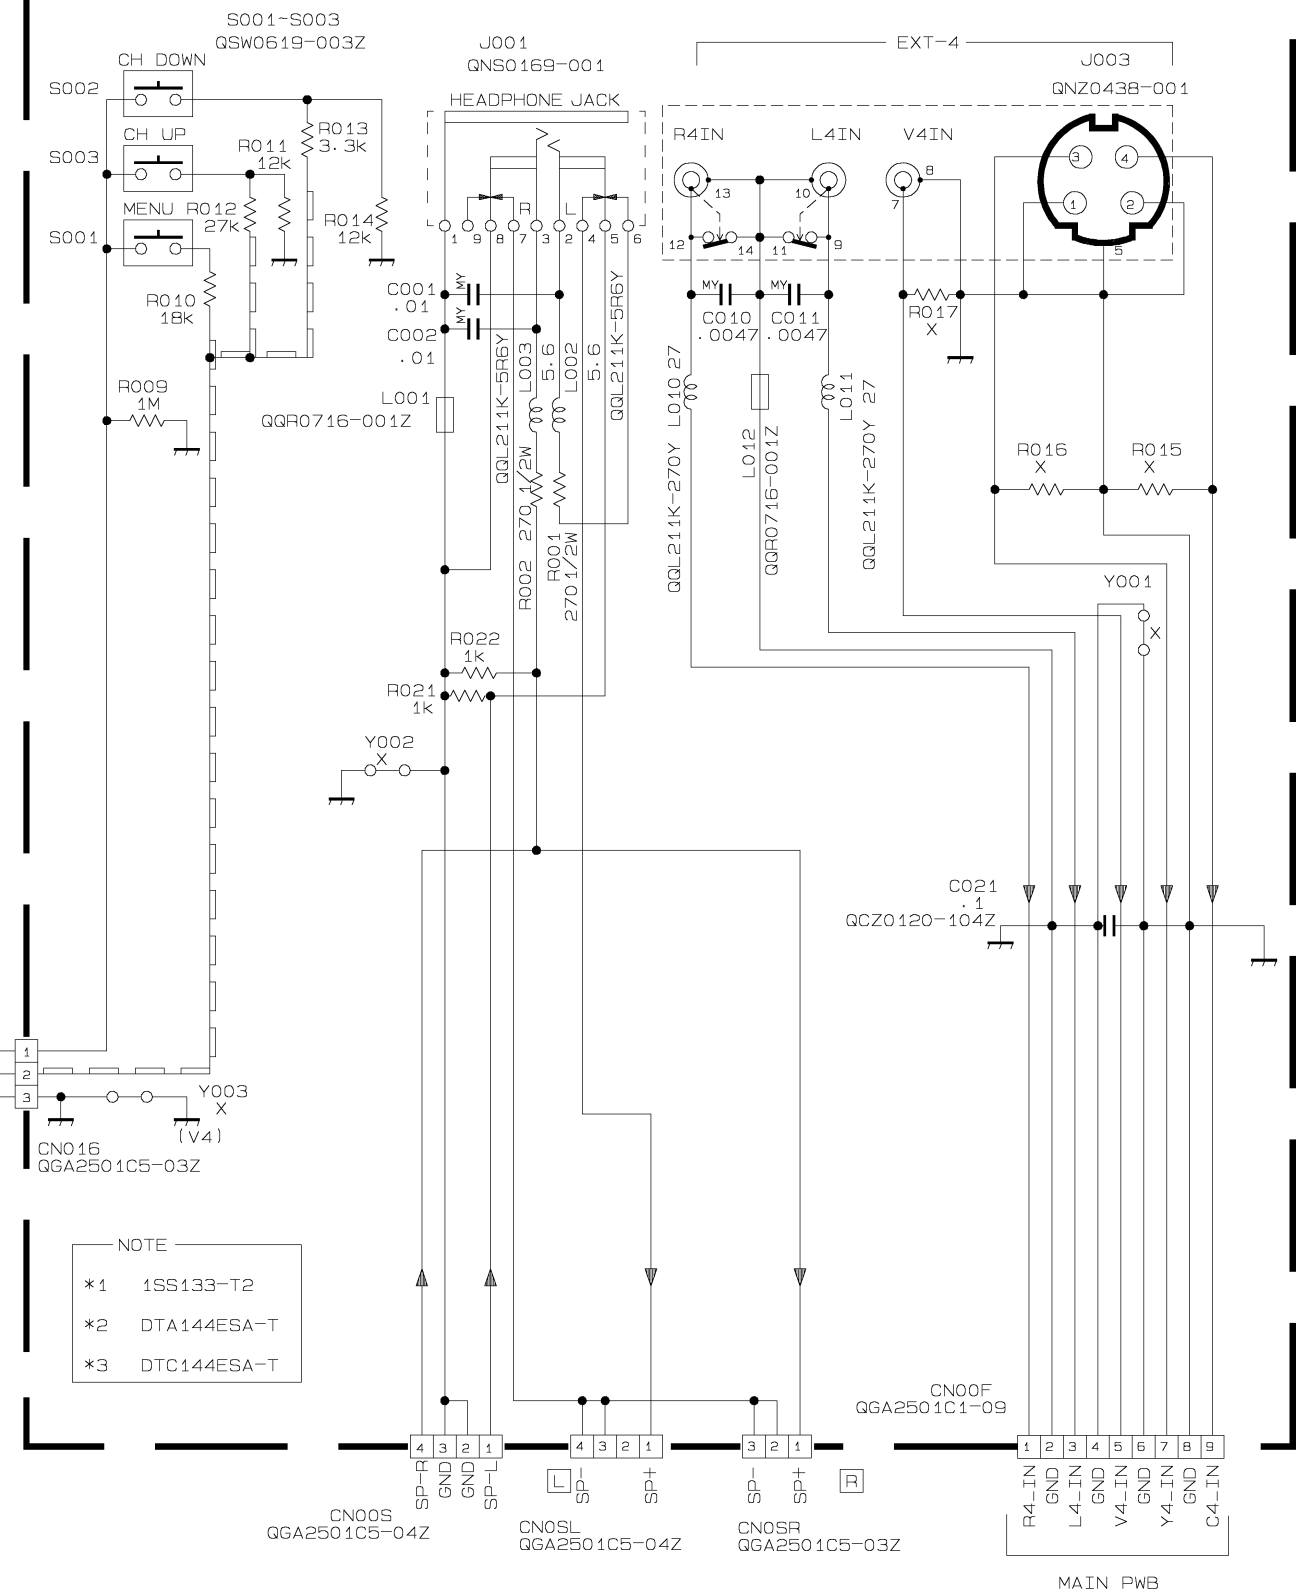 S001~S003
QSW0619-003Z
CH DOWN
S002
CH UP
S003
MENU
S001
R011
12K
R013
3.3K
R012
27K
R014
12K
R010
18K
R009
1M
J001
QNS0169-001
HEADPHONE JACK
R
L
1
9
8
7
3
2
4
5
6
C001
.01
MY
C002
.01
MY
L001
QQR0716-001Z
QQL211K-5R6Y
L003
5.6
L002
5.6
QQL211K-5R6Y
R002 270 1/2W
R001
270 1/2W
R022
1K
R021
1K
Y002
X
EXT-4
J003
QNZ0438-001
R4IN
L4IN
V4IN
13
10
8
7
12
14
11
9
3
4
1
2
5
MY
MY
C010
.0047
C011
.0047
R017
X
QQL211K-270Y L010 27
L012
QQR0716-001Z
L011
QQL211K-270Y 27
R016
X
R015
X
Y001
X
C021
.1
QCZ0120-104Z
1
2
3
Y003
X
(V4)
CN016
QGA2501C5-03Z
NOTE
*1 1SS133-T2
*2 DTA144ESA-T
*3 DTC144ESA-T
4 3 2 1
SP-R
GND
GND
SP-L
CN00S
QGA2501C5-04Z
4 3 2 1
L
SP-
SP+
CN0SL
QGA2501C5-04Z
3 2 1
SP-
SP+
R
CN0SR
QGA2501C5-03Z
CN00F
QGA2501C1-09
1 2 3 4 5 6 7 8 9
R4_IN
GND
L4_IN
GND
V4_IN
GND
Y4_IN
GND
C4_IN
MAIN PWB